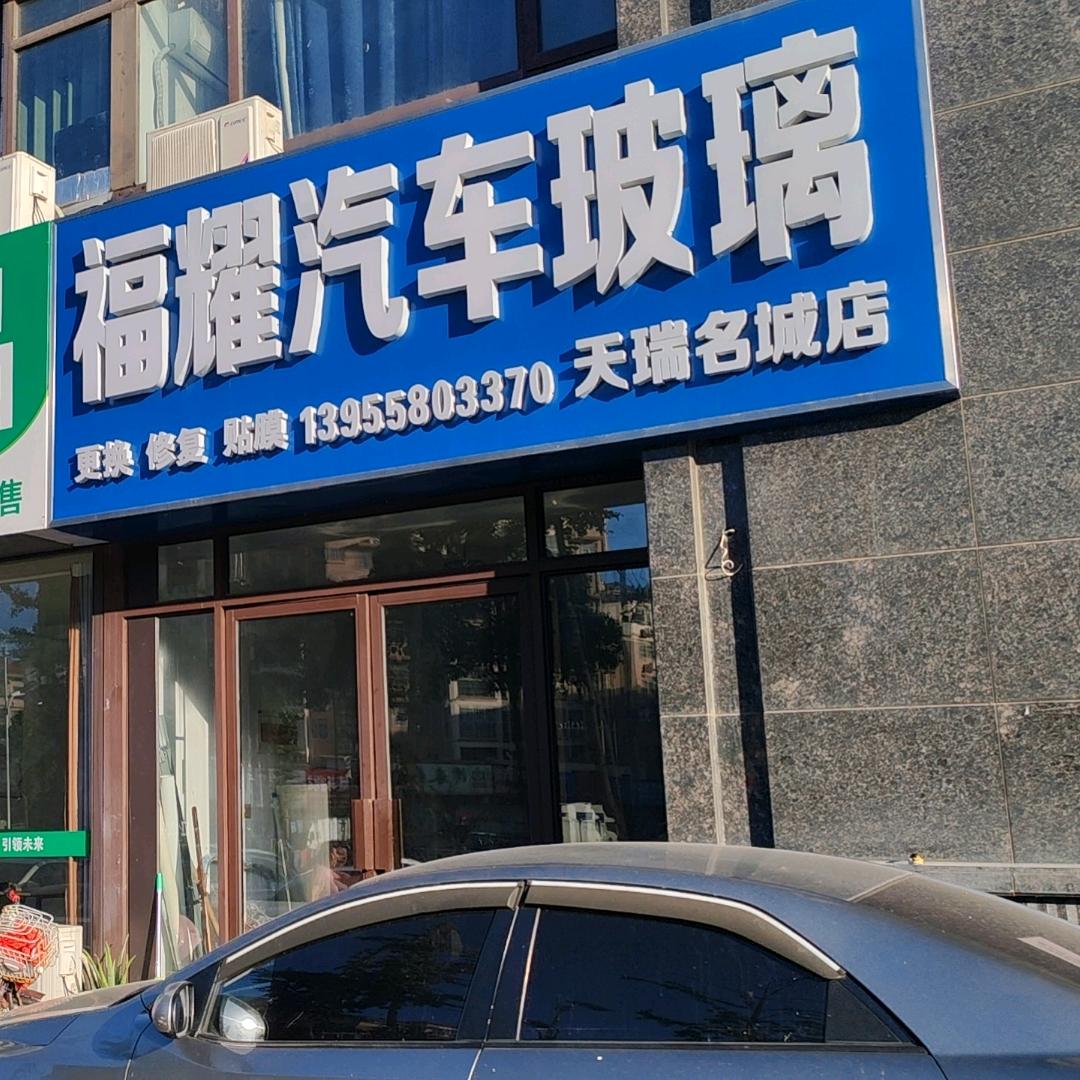 福耀汽车玻璃
更换 修复 贴膜 13955803370 天瑞名城店
售
引领未来